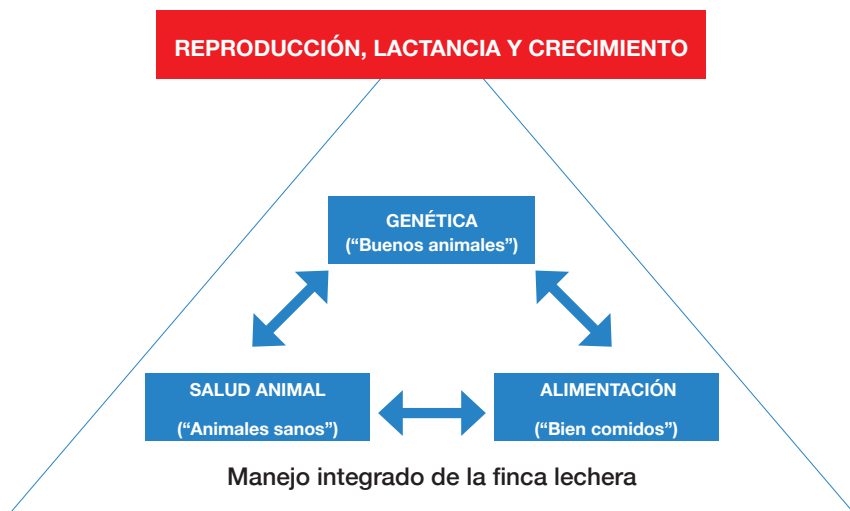 REPRODUCCIÓN, LACTANCIA Y CRECIMIENTO
GENÉTICA
(“Buenos animales”)
SALUD ANIMAL
(“Animales sanos”)
ALIMENTACIÓN
(“Bien comidos”)
Manejo integrado de la finca lechera